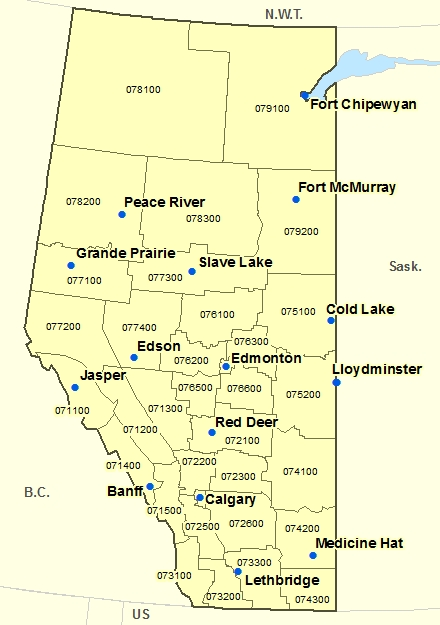 N.W.T.
078100
079100
Fort Chipewyan
Fort McMurray
078200
Peace River
078300
079200
Grande Prairie
Slave Lake
Sask.
077100
077300
Cold Lake
075100
076100
077200
077400
076300
Edson
076200
Edmonton
Lloydminster
Jasper
076500
076600
075200
071100
071300
Red Deer
071200
072100
071400
072200
072300
074100
B.C.
Banff
Calgary
071500
072500
072600
074200
Medicine Hat
073300
073100
Lethbridge
073200
074300
US